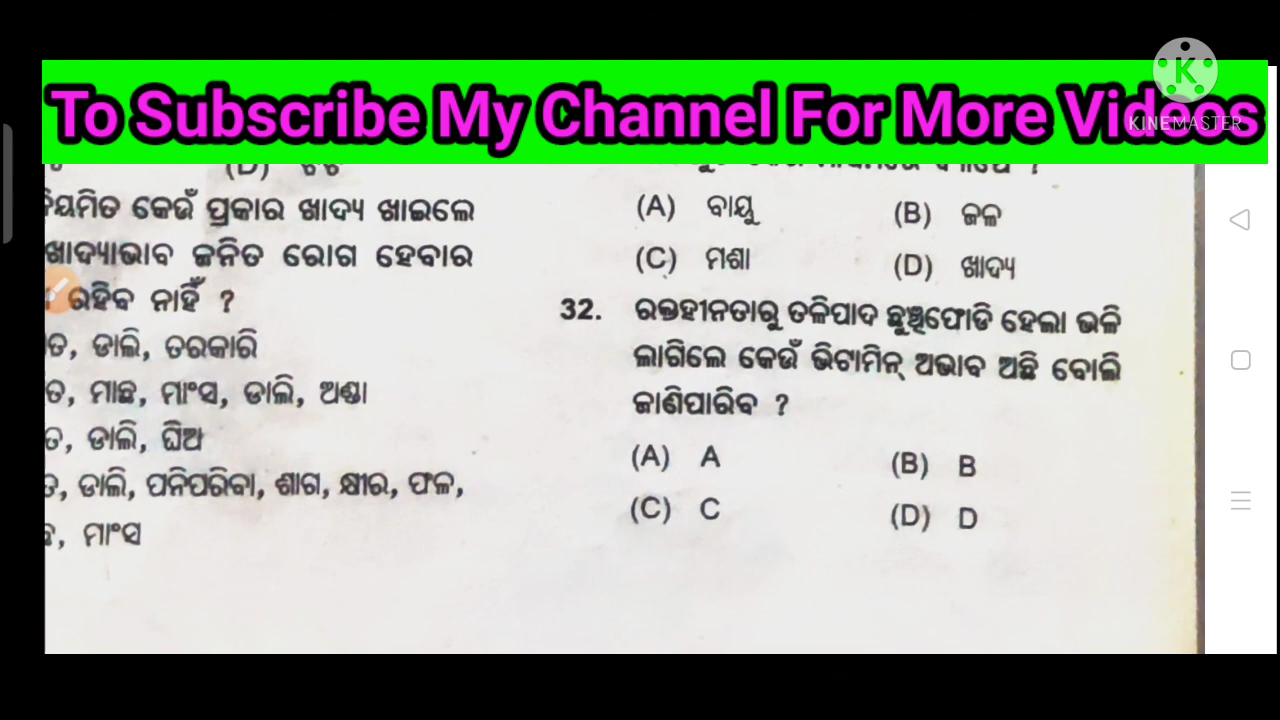 To Subscribe My Channel For More Videos
KINEMASTER
(D)
କେଉଁ ପ୍ରକାର ଖାଦ୍ୟ ଖାଇଲେ
ଖାଦ୍ୟାଭାବ ଜନିତ ରୋଗ ହେବାର
ରହିବ ନାହିଁ ?
ଡାଲି, ତରକାରି
ମାଛ, ମାଂସ, ଡାଲି, ଅଣ୍ଡା
ଡାଲି, ଘିଅ
ଡାଲି, ପନିପରିବା, ଶାଗ, କ୍ଷୀର, ଫଳ,
ମାଂସ
(A) ବାୟୁ (B) ଜଳ
(C) ମଶା (D) ଖାଦ୍ୟ
32. ରକ୍ତହୀନତାରୁ ତଳିପାଦ ଛୁଞ୍ଚିଫୋଡି ହେଲା ଭଳି
ଲାଗିଲେ କେଉଁ ଭିଟାମିନ୍ ଅଭାବ ଅଛି ବୋଲି
ଜାଣିପାରିବ ?
(A) A (B) B
(C) C (D) D